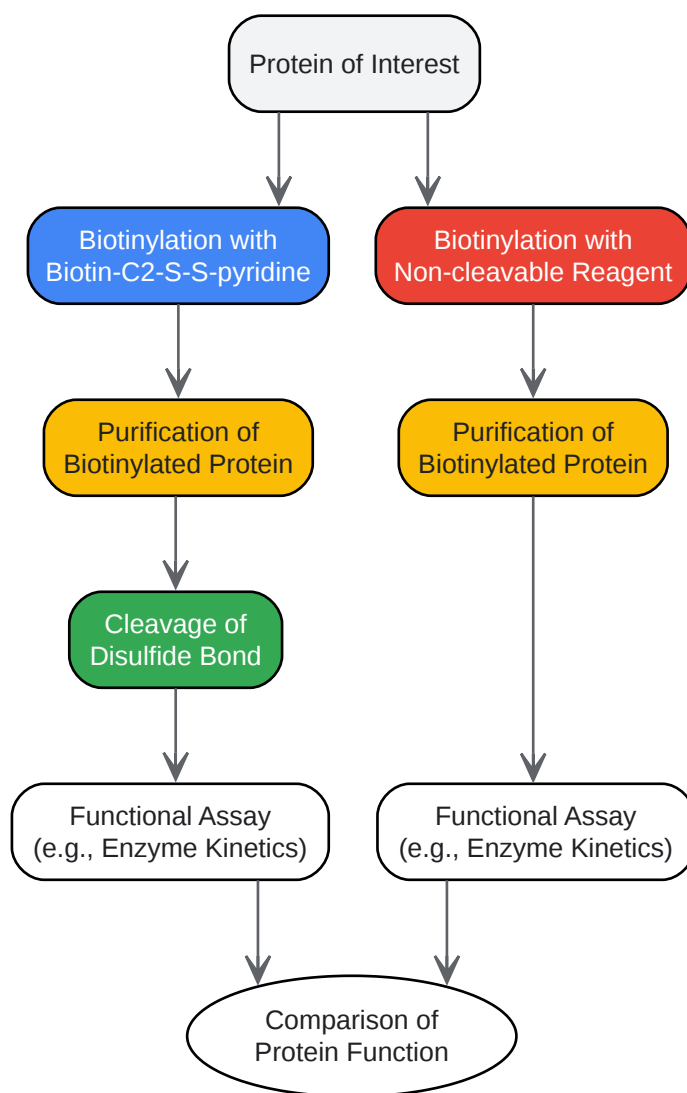 Protein of Interest
Biotinylation with
Biotin-C2-S-S-pyridine
Biotinylation with
Non-cleavable Reagent
Purification of
Biotinylated Protein
Purification of
Biotinylated Protein
Cleavage of
Disulfide Bond
Functional Assay
(e.g., Enzyme Kinetics)
Functional Assay
(e.g., Enzyme Kinetics)
Comparison of
Protein Function